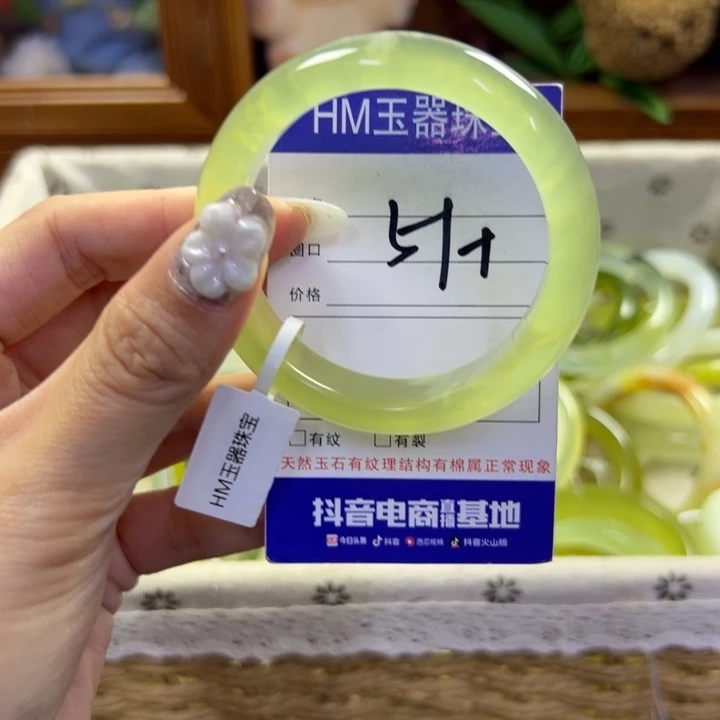 HM玉器珠
圈口
价格
有纹 有裂
天然玉石有纹理结构有棉属正常现象
抖音电商直播基地
今日头条 抖音 西瓜视频 抖音火山版
HM玉器珠宝